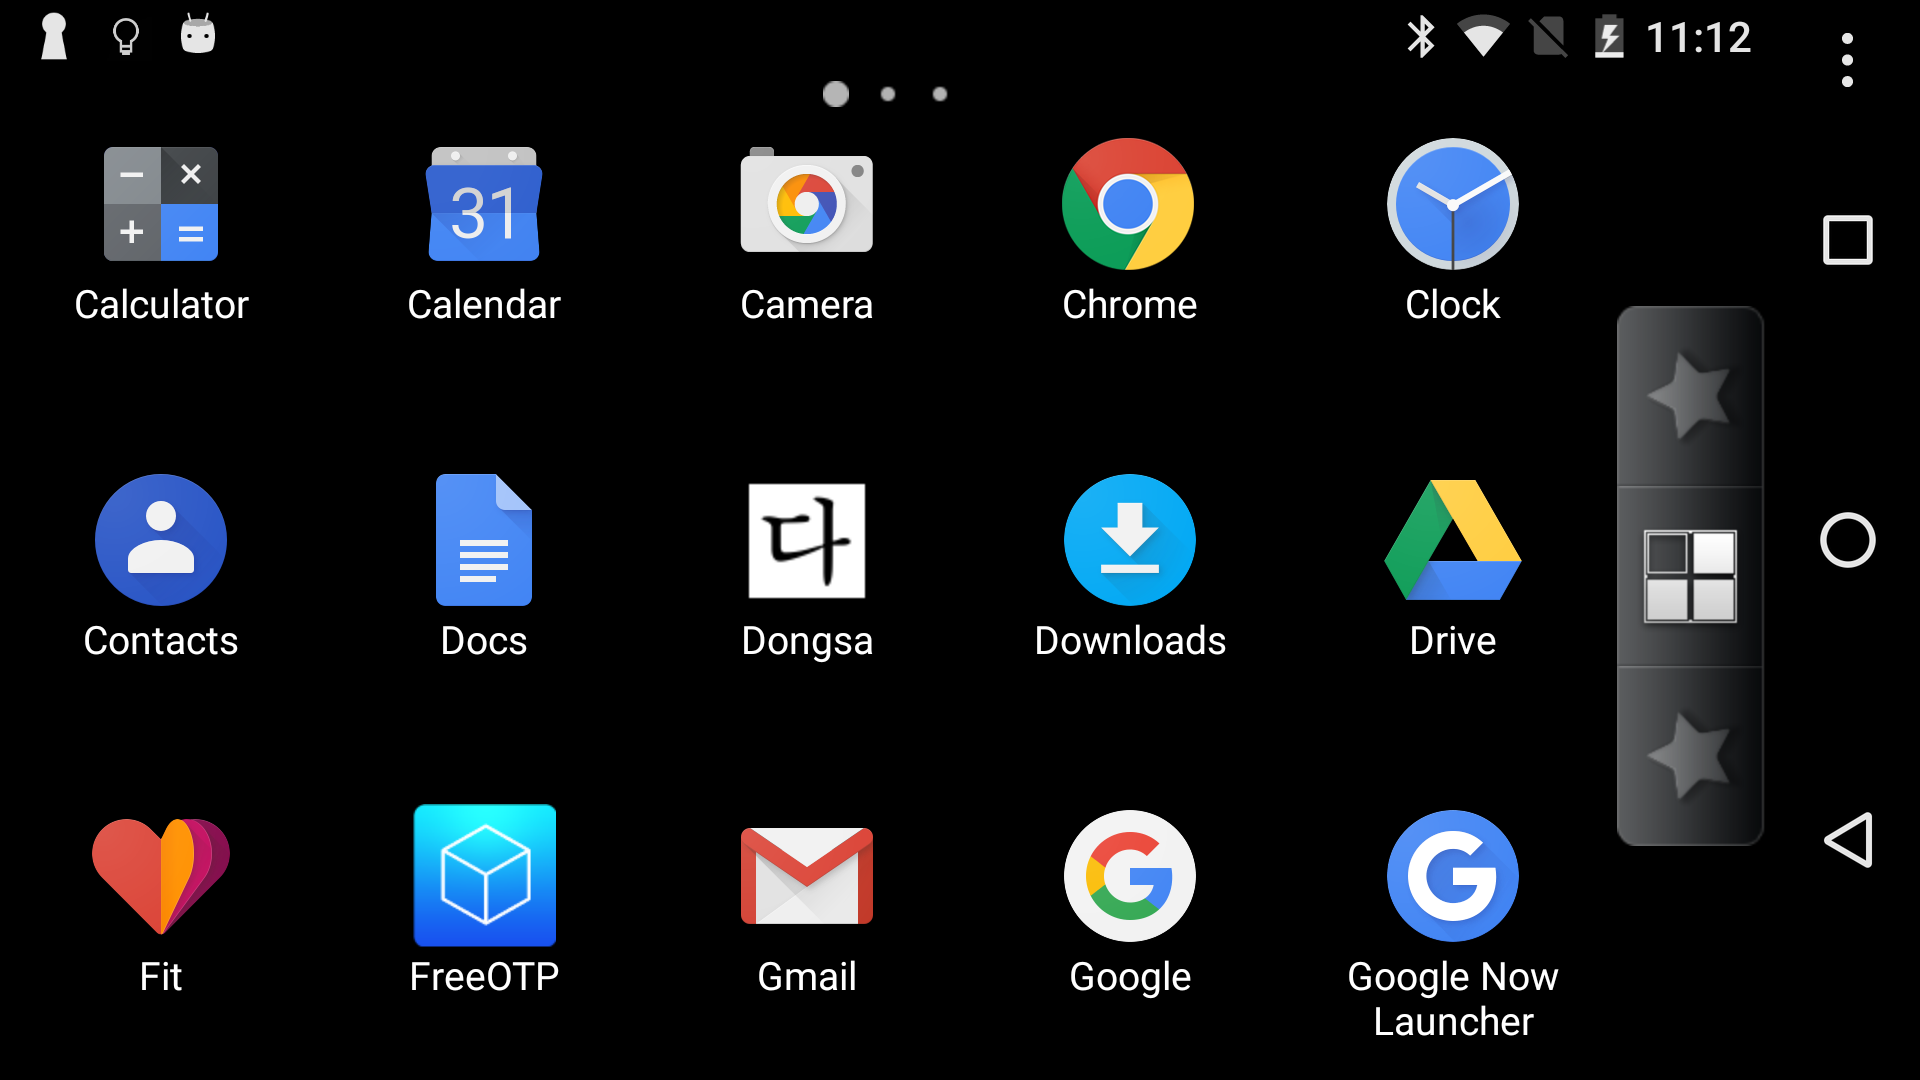 11:12
31
Calculator
Calendar
Camera
Chrome
Clock
다
Contacts
Docs
Dongsa
Downloads
Drive
Fit
FreeOTP
Gmail
Google
Google Now
Launcher